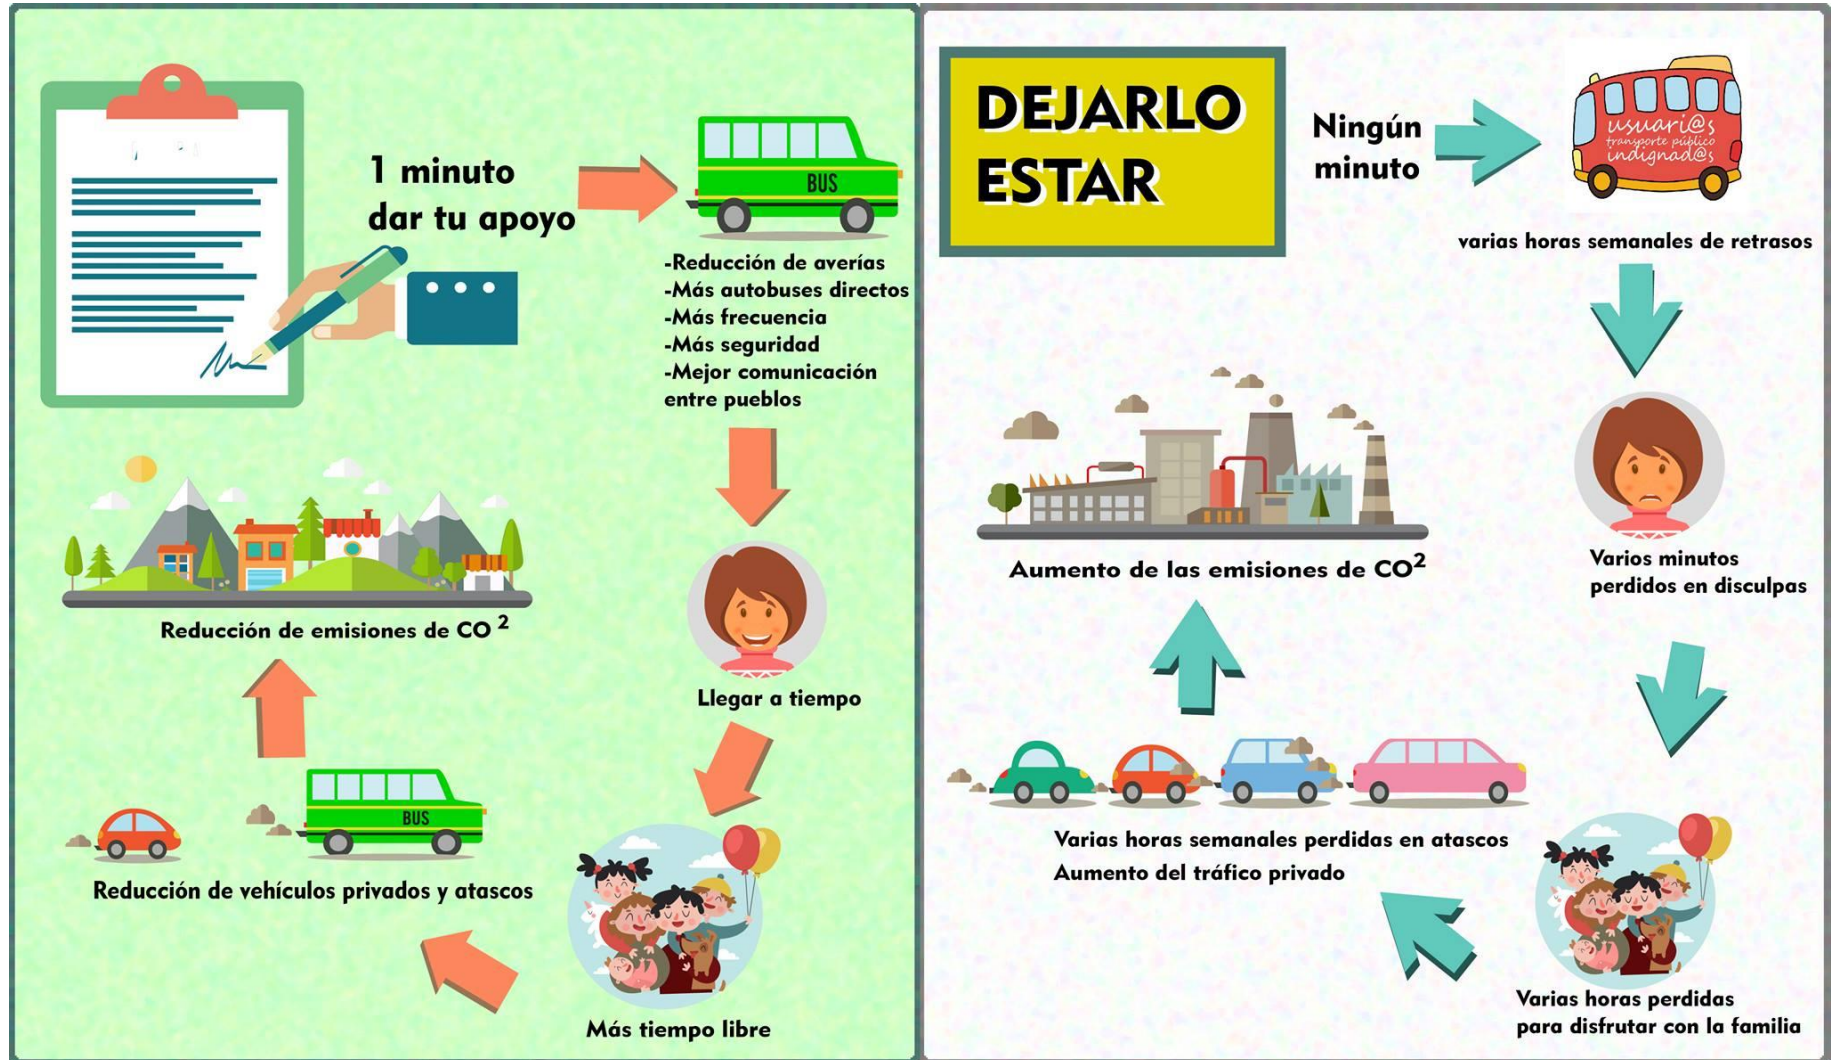 1 minuto
dar tu apoyo
BUS
-Reducción de averías
-Más autobuses directos
-Más frecuencia
-Más seguridad
-Mejor comunicación
entre pueblos
Llegar a tiempo
Más tiempo libre
BUS
Reducción de vehículos privados y atascos
Reducción de emisiones de CO²
DEJARLO
ESTAR
Ningún
minuto
usuari@s
transporte público
indignad@s
varias horas semanales de retrasos
Varios minutos
perdidos en disculpas
Varias horas perdidas
para disfrutar con la familia
Varias horas semanales perdidas en atascos
Aumento del tráfico privado
Aumento de las emisiones de CO²